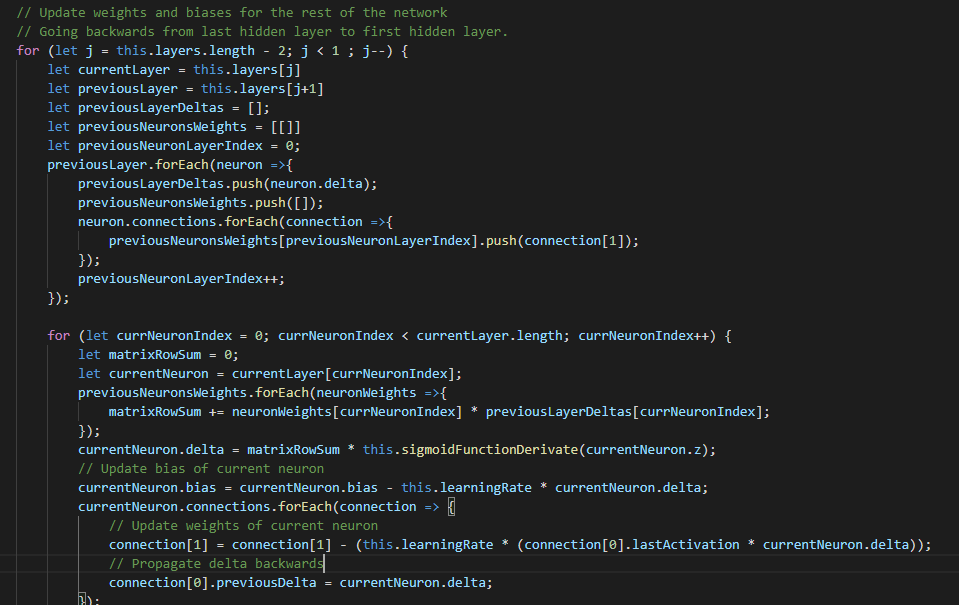 // Update weights and biases for the rest of the network
// Going backwards from last hidden layer to first hidden layer.
for (let j = this.layers.length - 2; j < 1 ; j--) {
let currentLayer = this.layers[j]
let previousLayer = this.layers[j+1]
let previousLayerDeltas = [];
let previousNeuronsWeights = [[]]
let previousNeuronLayerIndex = 0;
previousLayer.forEach(neuron =>{
previousLayerDeltas.push(neuron.delta);
previousNeuronsWeights.push([]);
neuron.connections.forEach(connection =>{
previousNeuronsWeights[previousNeuronLayerIndex].push(connection[1]);
});
previousNeuronLayerIndex++;
});
for (let currNeuronIndex = 0; currNeuronIndex < currentLayer.length; currNeuronIndex++) {
let matrixRowSum = 0;
let currentNeuron = currentLayer[currNeuronIndex];
previousNeuronsWeights.forEach(neuronWeights =>{
matrixRowSum += neuronWeights[currNeuronIndex] * previousLayerDeltas[currNeuronIndex];
});
currentNeuron.delta = matrixRowSum * this.sigmoidFunctionDerivate(currentNeuron.z);
// Update bias of current neuron
currentNeuron.bias = currentNeuron.bias - this.learningRate * currentNeuron.delta;
currentNeuron.connections.forEach(connection => {
// Update weights of current neuron
connection[1] = connection[1] - (this.learningRate * (connection[0].lastActivation * currentNeuron.delta));
// Propagate delta backwards
connection[0].previousDelta = currentNeuron.delta;
});